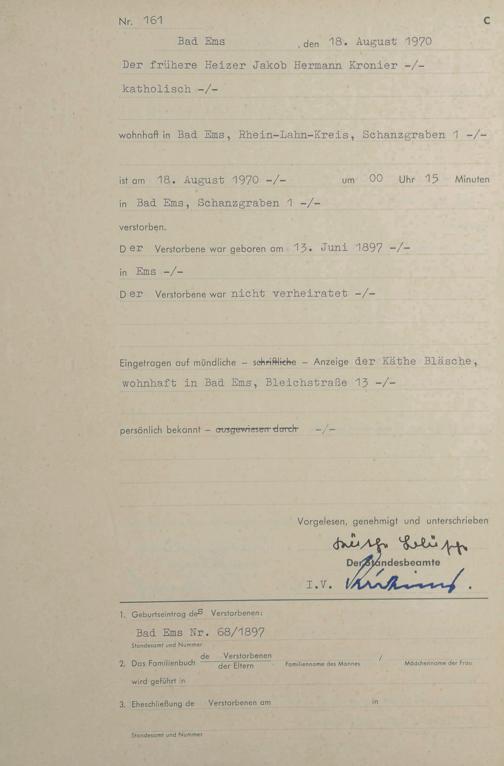 Nr. 161 C
Bad Ems , den 18. August 1970
Der frühere Heizer Jakob Hermann Kronier -/-
katholisch -/-
wohnhaft in Bad Ems, Rhein-Lahn-Kreis, Schanzgraben 1 -/-
ist am 18. August 1970 -/- um 00 Uhr 15 Minuten
in Bad Ems, Schanzgraben 1 -/-
verstorben.
Der Verstorbene war geboren am 13. Juni 1897 -/-
in Ems -/-
Der Verstorbene war nicht verheiratet -/-
Eingetragen auf mündliche – schriftliche – Anzeige der Käthe Bläsche,
wohnhaft in Bad Ems, Bleichstraße 13 -/-
persönlich bekannt – ausgewiesen durch -/-
Vorgelesen, genehmigt und unterschrieben
Der Standesbeamte
I.V.
1. Geburtseintrag des Verstorbenen:
Bad Ems Nr. 68/1897
Standesamt und Nummer
2. Das Familienbuch de Verstorbenen / der Eltern Familienname des Mannes / Mädchenname der Frau
wird geführt in
3. Eheschließung de Verstorbenen am in
Standesamt und Nummer